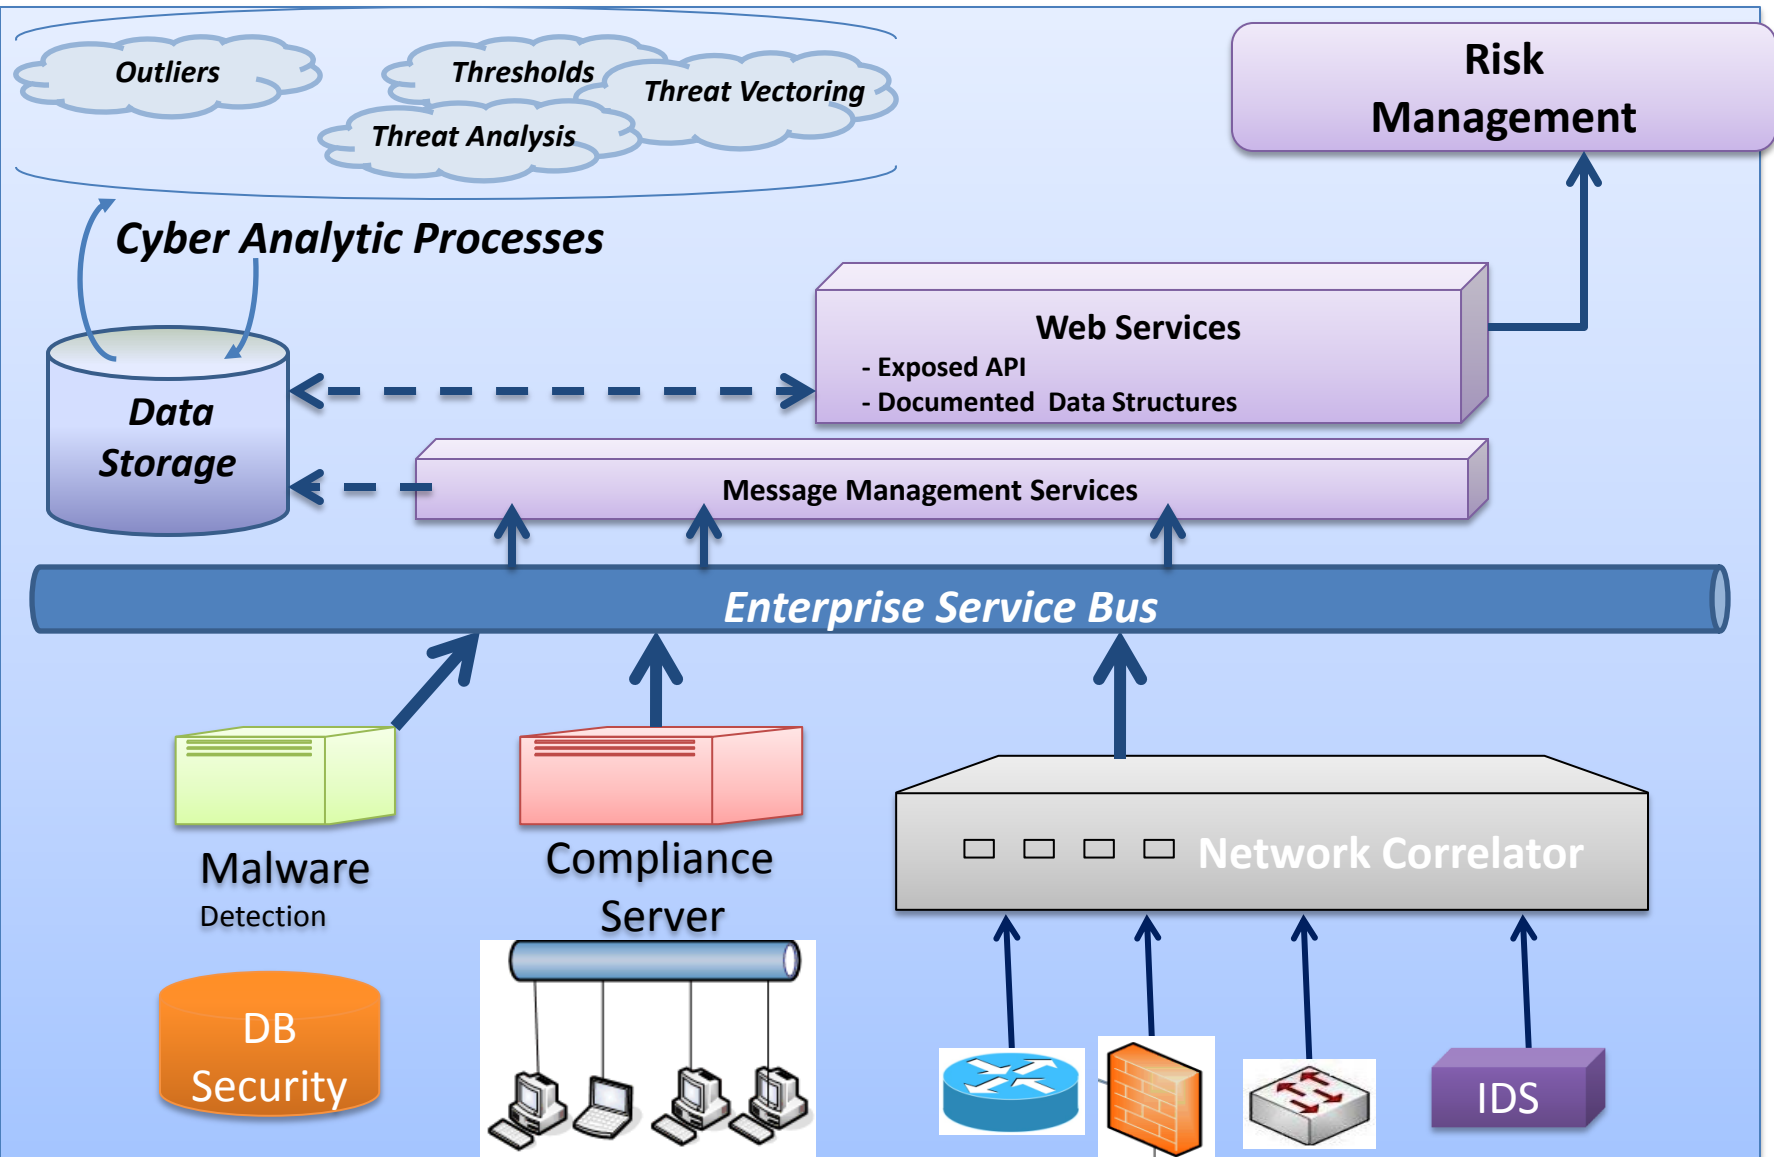 Outliers
Thresholds
Threat Vectoring
Threat Analysis
Risk
Management
Cyber Analytic Processes
Web Services
- Exposed API
- Documented  Data Structures
Data
Storage
Message Management Services
Enterprise Service Bus
Malware
Detection
Compliance
Server
Network Correlator
DB
Security
IDS